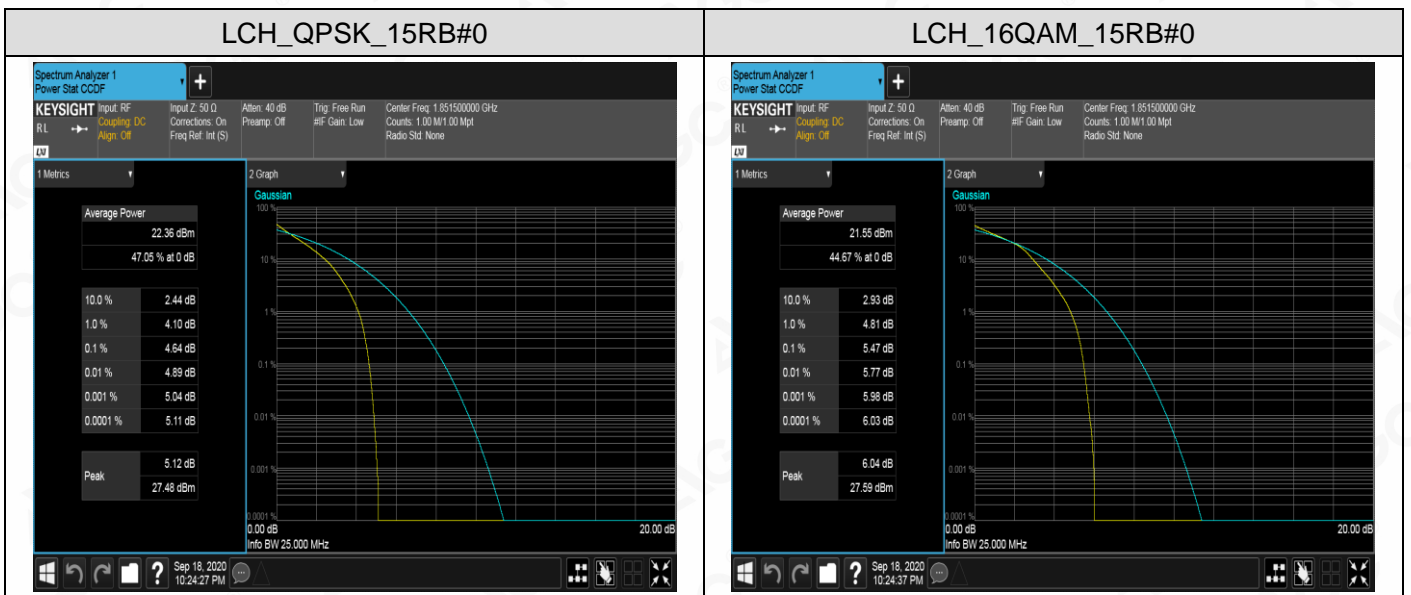 LCH_QPSK_15RB#0
Spectrum Analyzer 1
Power Stat CCDF
+
KEYSIGHT
RL
LXI
Input: RF
Coupling: DC
Align: Off
Input Z: 50 Ω
Corrections: On
Freq Ref: Int (S)
Atten: 40 dB
Preamp: Off
Trig: Free Run
#IF Gain: Low
Center Freq: 1.851500000 GHz
Counts: 1.00 M/1.00 Mpt
Radio Std: None
1 Metrics
Average Power
22.36 dBm
47.05 % at 0 dB
10.0 % 2.44 dB
1.0 % 4.10 dB
0.1 % 4.64 dB
0.01 % 4.89 dB
0.001 % 5.04 dB
0.0001 % 5.11 dB
Peak
5.12 dB
27.48 dBm
2 Graph
Gaussian
100 %
10 %
1 %
0.1 %
0.01 %
0.001 %
0.0001 %
0.00 dB 20.00 dB
Info BW 25.000 MHz
?
Sep 18, 2020
10:24:27 PM
LCH_16QAM_15RB#0
Spectrum Analyzer 1
Power Stat CCDF
+
KEYSIGHT
RL
LXI
Input: RF
Coupling: DC
Align: Off
Input Z: 50 Ω
Corrections: On
Freq Ref: Int (S)
Atten: 40 dB
Preamp: Off
Trig: Free Run
#IF Gain: Low
Center Freq: 1.851500000 GHz
Counts: 1.00 M/1.00 Mpt
Radio Std: None
1 Metrics
Average Power
21.55 dBm
44.67 % at 0 dB
10.0 % 2.93 dB
1.0 % 4.81 dB
0.1 % 5.47 dB
0.01 % 5.77 dB
0.001 % 5.98 dB
0.0001 % 6.03 dB
Peak
6.04 dB
27.59 dBm
2 Graph
Gaussian
100 %
10 %
1 %
0.1 %
0.01 %
0.001 %
0.0001 %
0.00 dB 20.00 dB
Info BW 25.000 MHz
?
Sep 18, 2020
10:24:37 PM